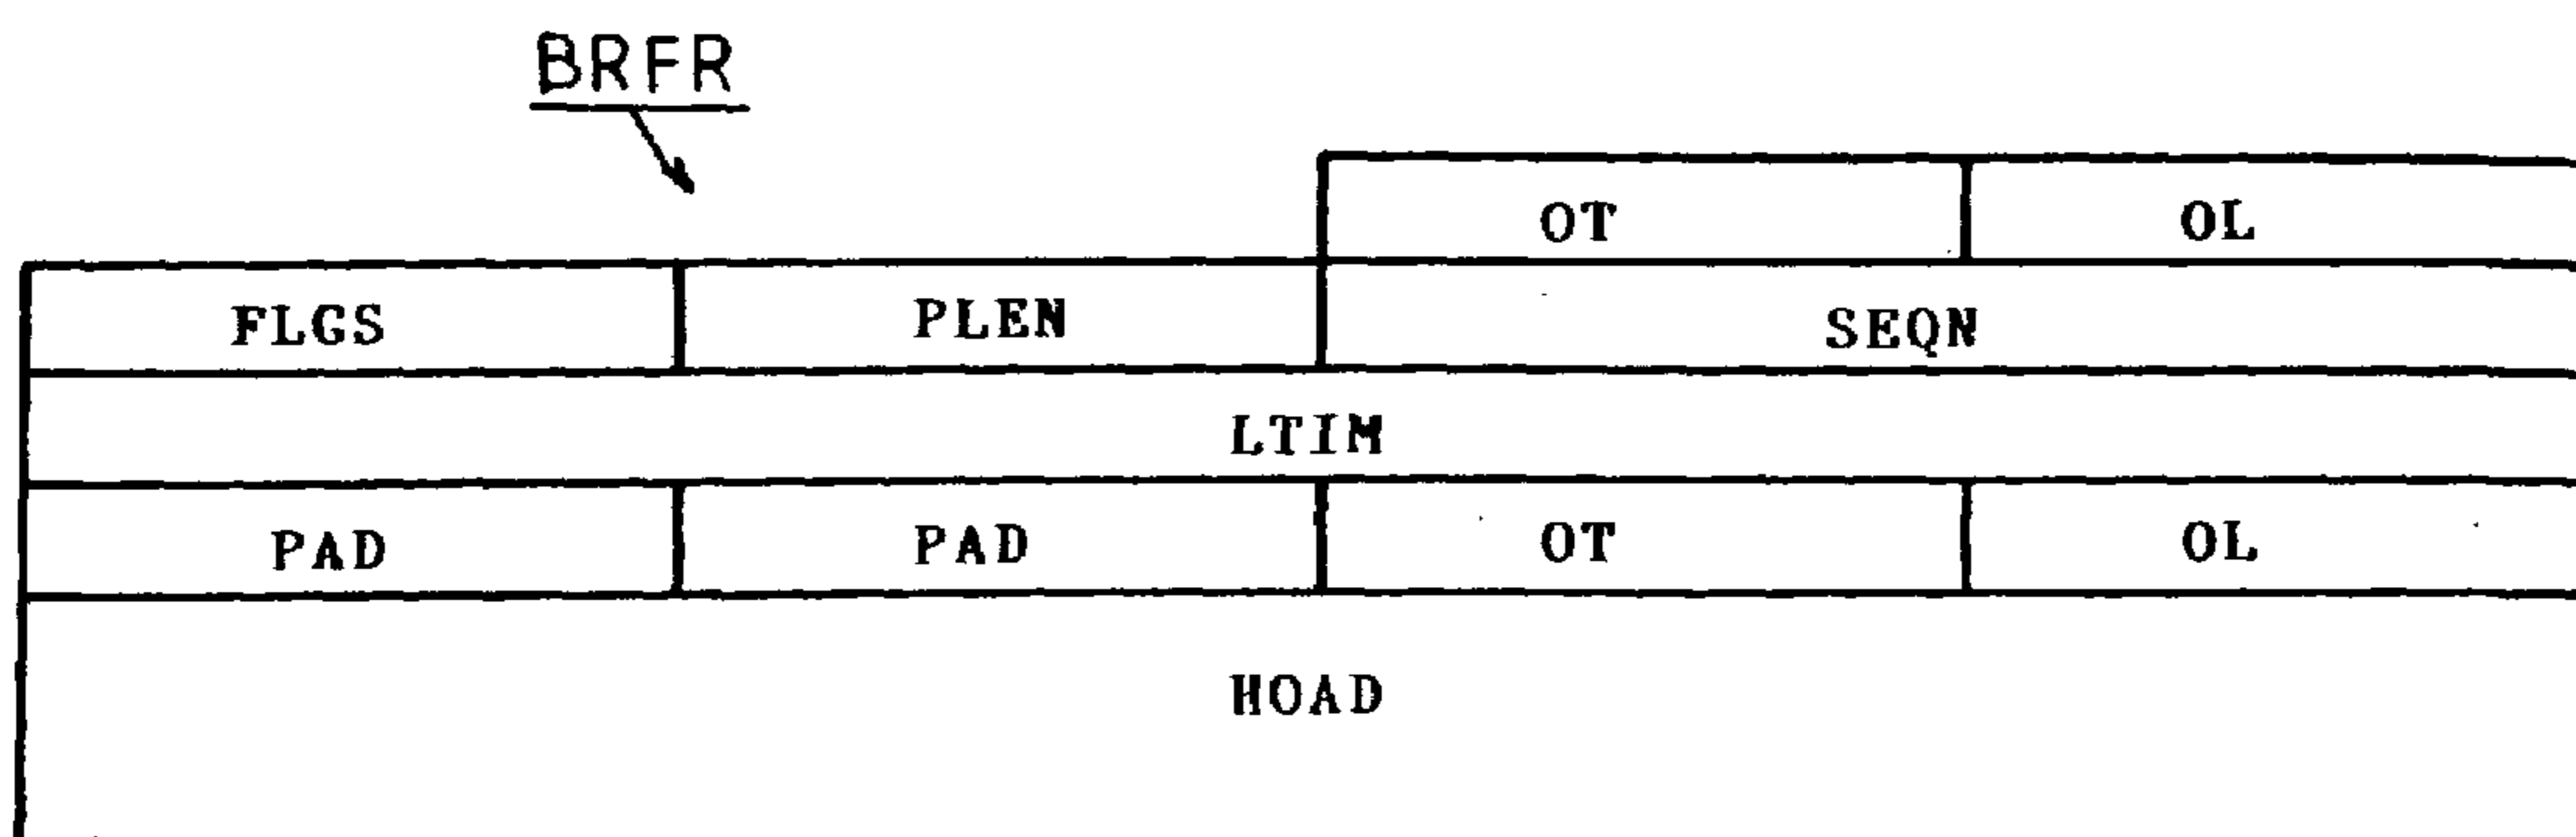 BRFR
OT OL
FLGS PLEN SEQN
LTIM
PAD PAD OT OL
HOAD